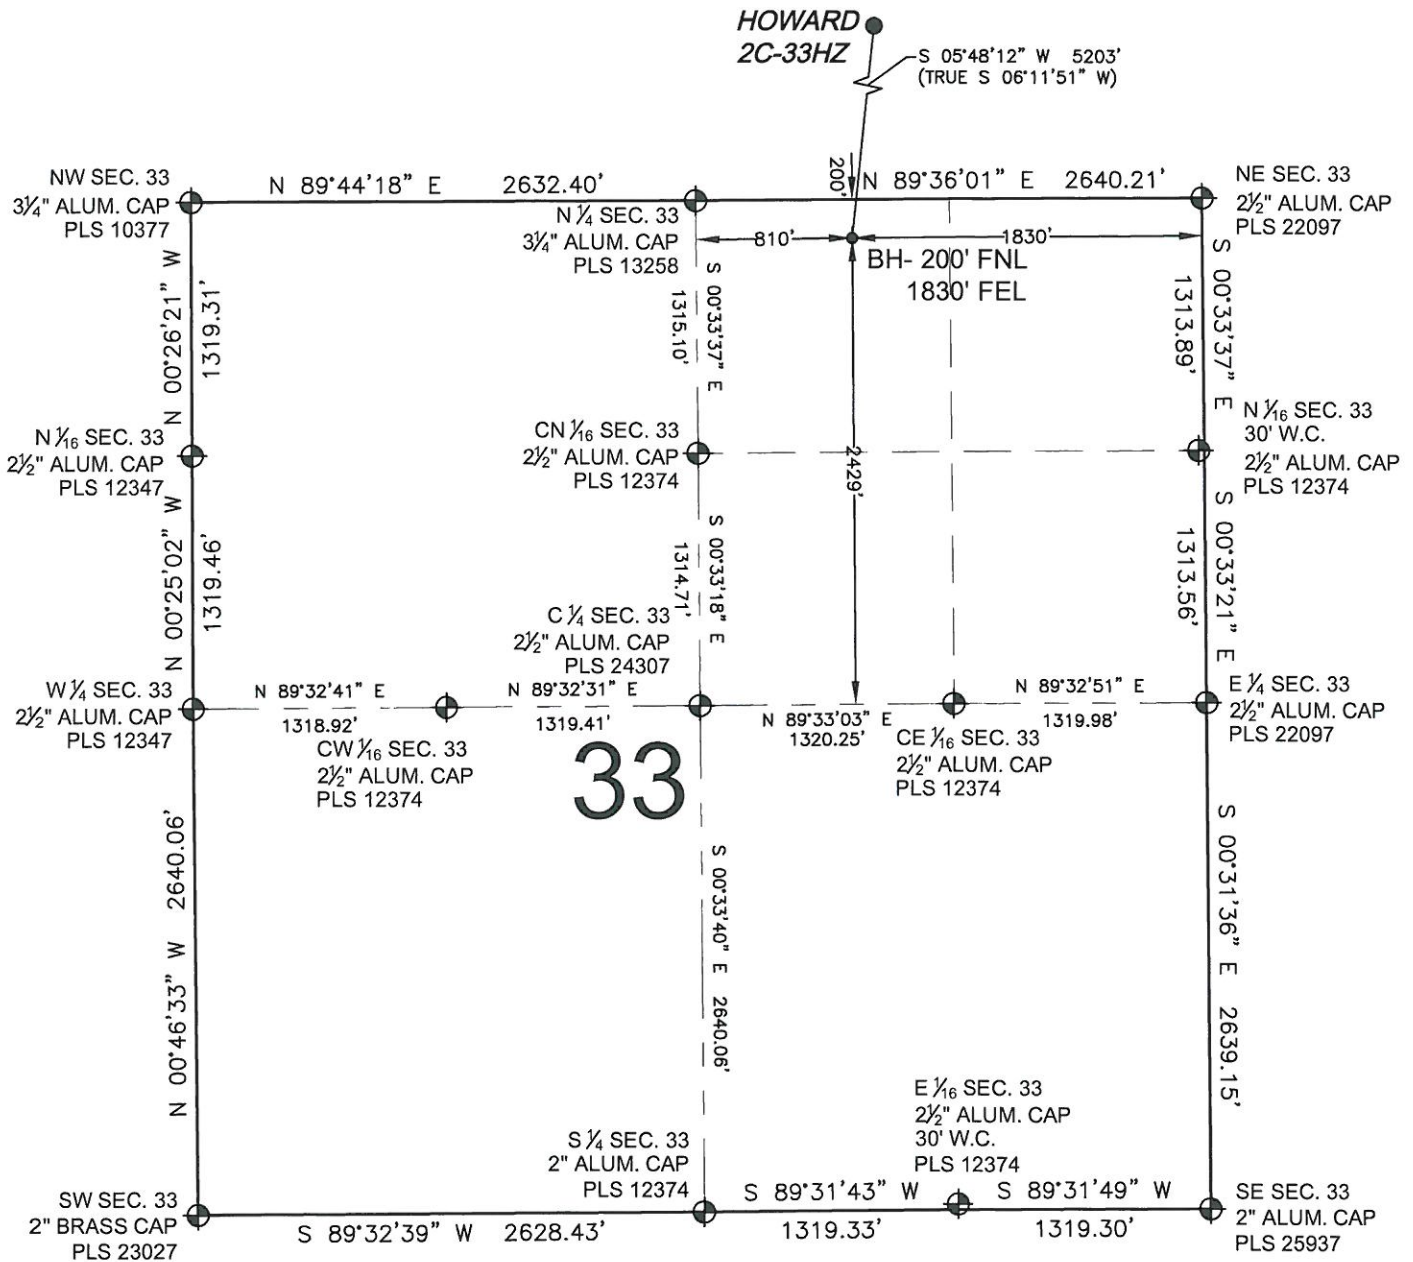 HOWARD
2C-33HZ
S 05°48'12" W 5203'
(TRUE S 06°11'51" W)
NW SEC. 33
3¼" ALUM. CAP
PLS 10377
N 89°44'18" E 2632.40'
N ¼ SEC. 33
3¼" ALUM. CAP
PLS 13258
200'
N 89°36'01" E 2640.21'
NE SEC. 33
2½" ALUM. CAP
PLS 22097
810'
1830'
BH- 200' FNL
1830' FEL
N 00°26'21" W
1319.31'
S 00°33'37" E
1315.10'
S 00°33'37" E
1313.89'
N 1⁄16 SEC. 33
2½" ALUM. CAP
PLS 12347
CN 1⁄16 SEC. 33
2½" ALUM. CAP
PLS 12374
2429'
N 1⁄16 SEC. 33
30' W.C.
2½" ALUM. CAP
PLS 12374
N 00°25'02" W
1319.46'
S 00°33'18" E
1314.71'
S 00°33'21" E
1313.56'
C ¼ SEC. 33
2½" ALUM. CAP
PLS 24307
W ¼ SEC. 33
2½" ALUM. CAP
PLS 12347
N 89°32'41" E
1318.92'
N 89°32'31" E
1319.41'
N 89°33'03" E
1320.25'
N 89°32'51" E
1319.98'
E ¼ SEC. 33
2½" ALUM. CAP
PLS 22097
CW 1⁄16 SEC. 33
2½" ALUM. CAP
PLS 12374
33
CE 1⁄16 SEC. 33
2½" ALUM. CAP
PLS 12374
N 00°46'33" W 2640.06'
S 00°33'40" E 2640.06'
S 00°31'36" E 2639.15'
E 1⁄16 SEC. 33
2½" ALUM. CAP
30' W.C.
PLS 12374
S ¼ SEC. 33
2" ALUM. CAP
PLS 12374
SW SEC. 33
2" BRASS CAP
PLS 23027
S 89°32'39" W 2628.43'
S 89°31'43" W
1319.33'
S 89°31'49" W
1319.30'
SE SEC. 33
2" ALUM. CAP
PLS 25937